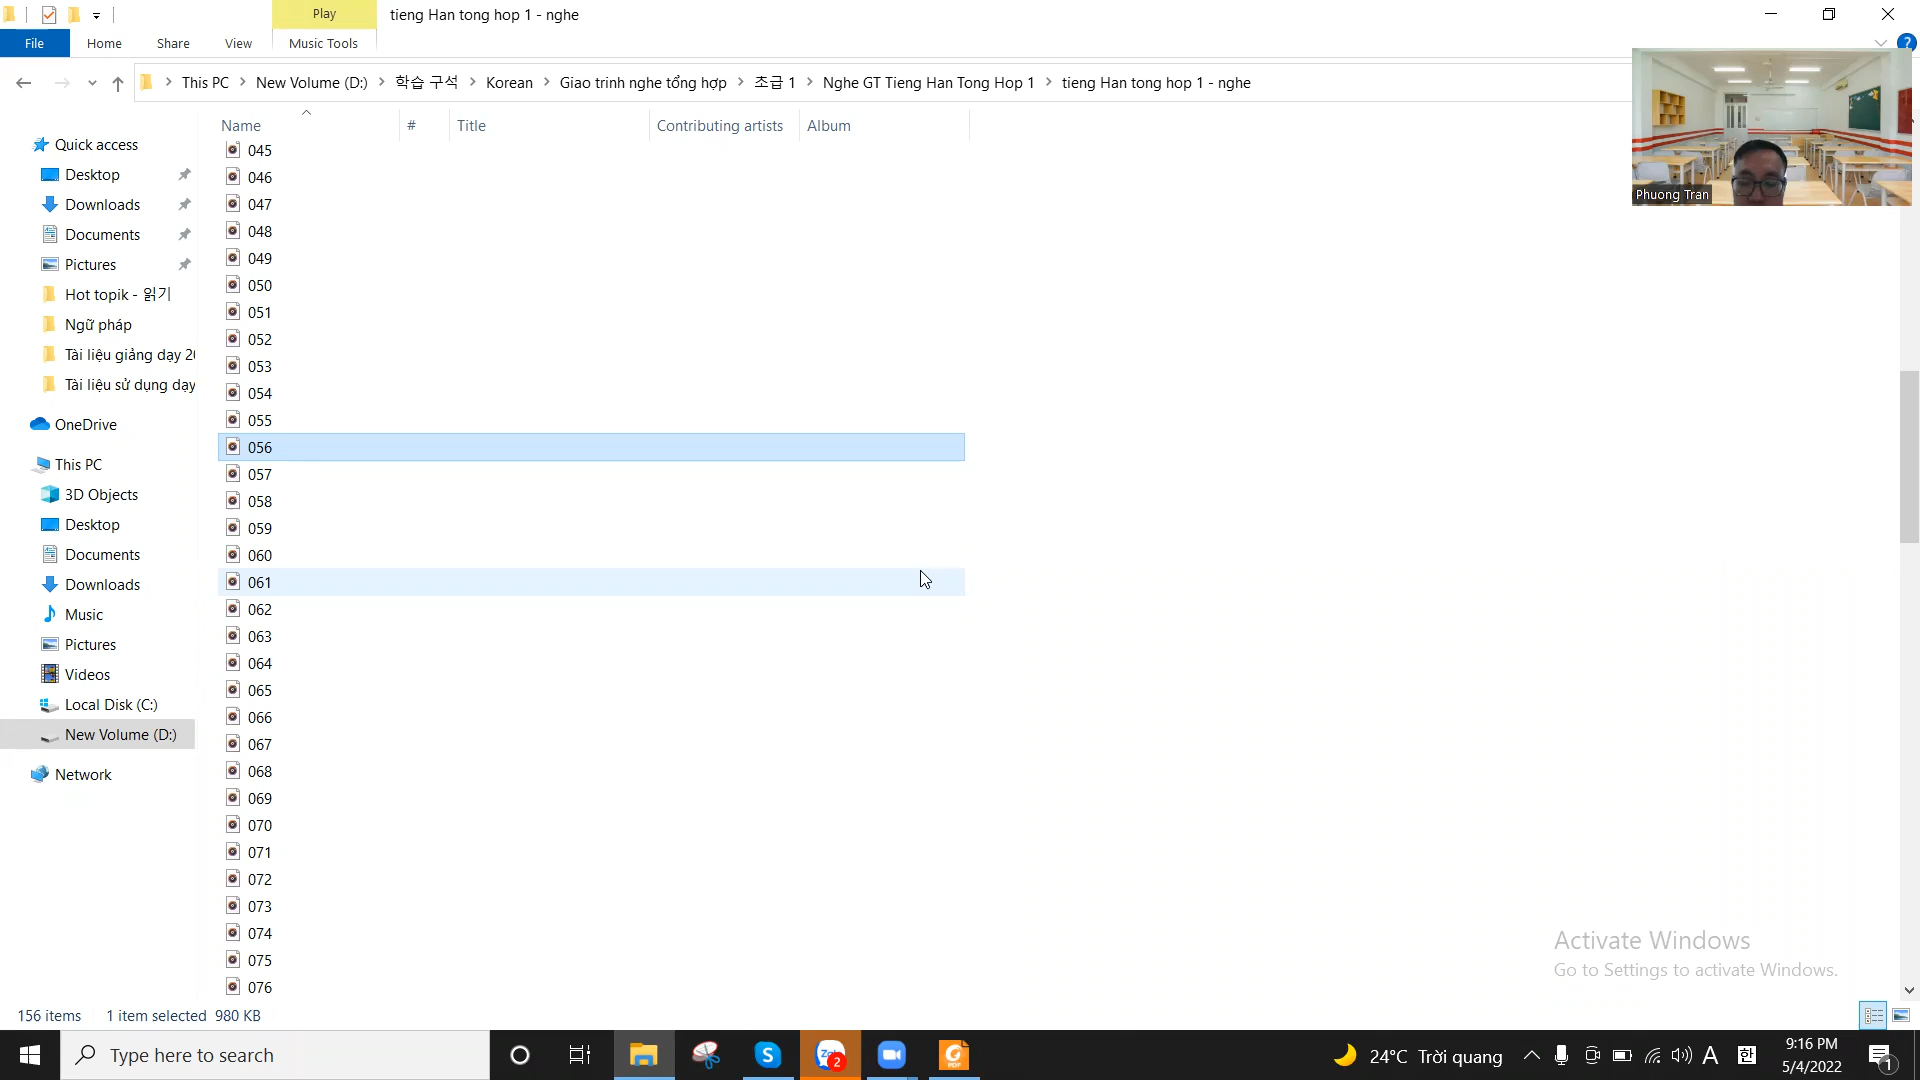 Play
tieng Han tong hop 1 - nghe
File
Home
Share
View
Music Tools
?
This PC
New Volume (D:)
학습 구석
Korean
Giao trinh nghe tổng hợp
초급 1
Nghe GT Tieng Han Tong Hop 1
tieng Han tong hop 1 - nghe
Name
#
Title
Contributing artists
Album
Phuong Tran
Quick access
Desktop
Downloads
Documents
Pictures
Hot topik - 읽기
Ngữ pháp
Tài liệu giảng dạy 20
Tài liệu sử dụng dạy
OneDrive
This PC
3D Objects
Desktop
Documents
Downloads
Music
Pictures
Videos
Local Disk (C:)
New Volume (D:)
Network
045
046
047
048
049
050
051
052
053
054
055
056
057
058
059
060
061
062
063
064
065
066
067
068
069
070
071
072
073
074
075
076
Activate Windows
Go to Settings to activate Windows.
156 items
1 item selected 980 KB
Type here to search
S
2
PDF
24°C Trời quang
A
한
9:16 PM
5/4/2022
1